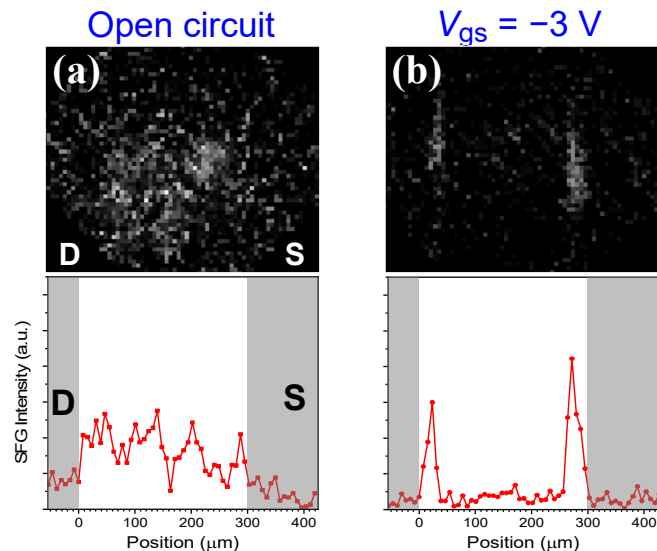 Open circuit
Vgs = −3 V
(a)
(b)
D
S
SFG Intensity (a.u.)
D
S
0 100 200 300 400
0 100 200 300 400
Position (μm)
Position (μm)